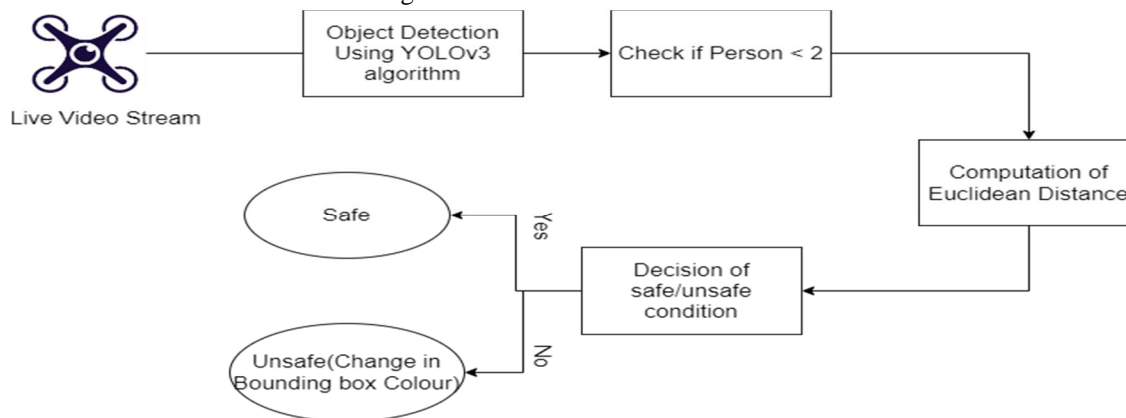 Object Detection
Using YOLOv3
algorithm
Check if Person < 2
Live Video Stream
Computation of
Euclidean Distance
Safe
Yes
Decision of
safe/unsafe
condition
No
Unsafe(Change in
Bounding box Colour)